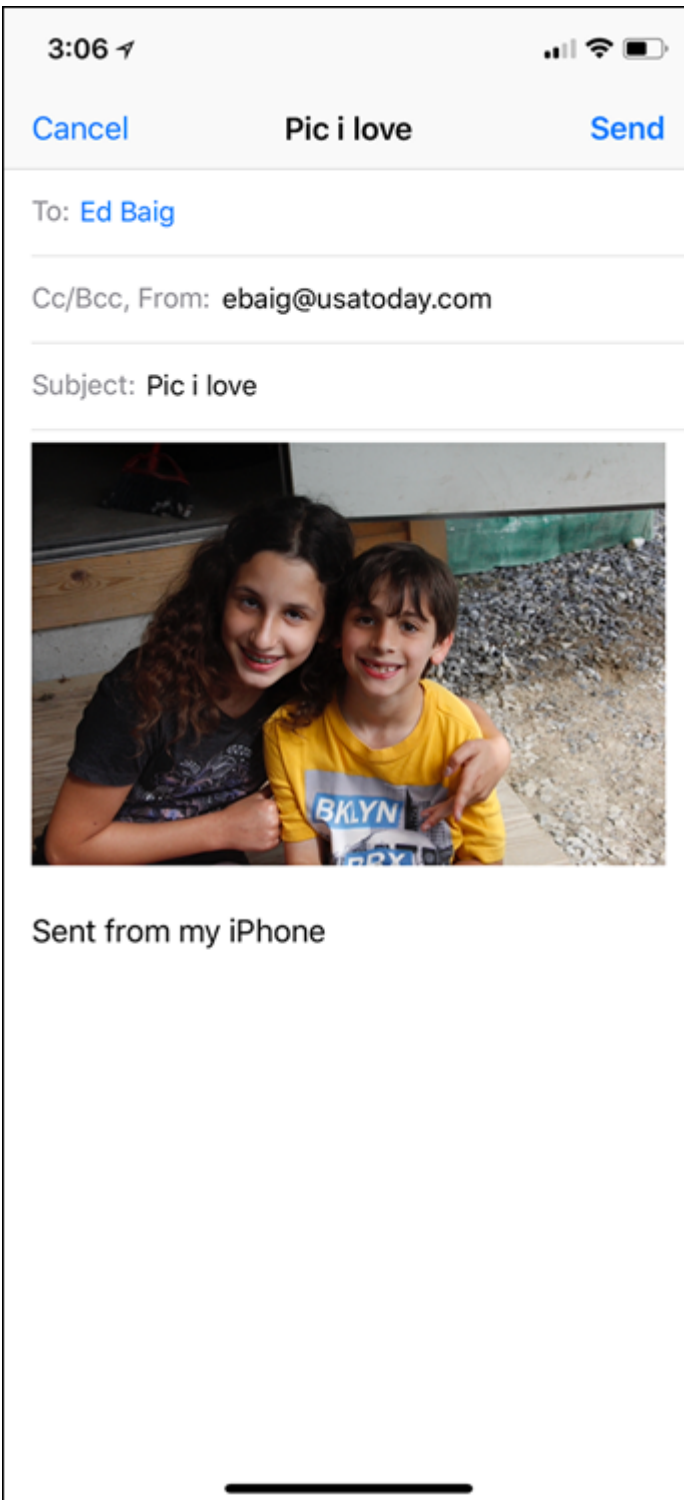 3:06
Cancel Pic i love Send
To: Ed Baig
Cc/Bcc, From: ebaig@usatoday.com
Subject: Pic i love
BKLYN
BRX
Sent from my iPhone